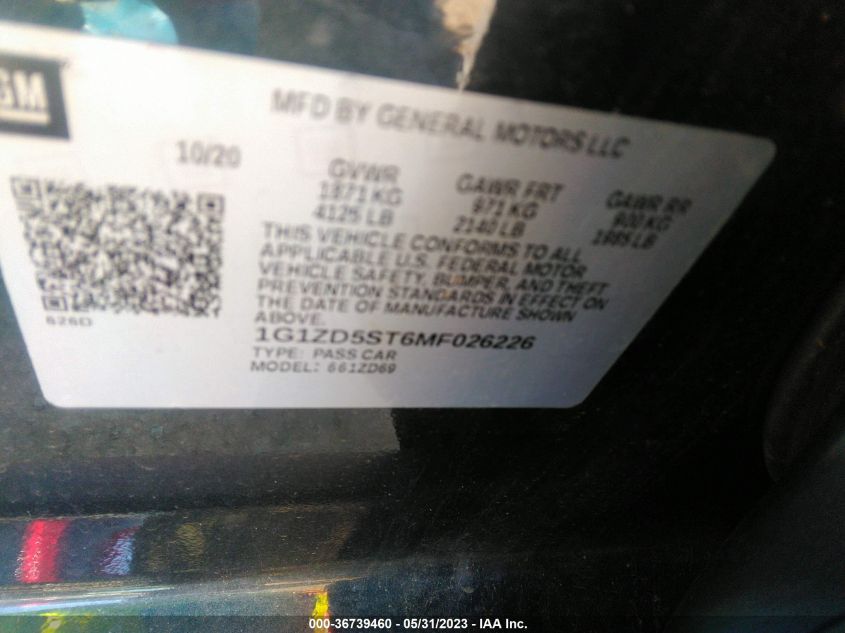 GM
MFD BY GENERAL MOTORS LLC
10/20
GVWR GAWR FRT GAWR RR
1871 KG 971 KG 900 KG
4125 LB 2140 LB 1985 LB
THIS VEHICLE CONFORMS TO ALL
APPLICABLE U.S. FEDERAL MOTOR
VEHICLE SAFETY, BUMPER, AND THEFT
PREVENTION STANDARDS IN EFFECT ON
THE DATE OF MANUFACTURE SHOWN
ABOVE.
626D
1G1ZD5ST6MF026226
TYPE: PASS CAR
MODEL: 661ZD69
000-36739460 - 05/31/2023 - IAA Inc.